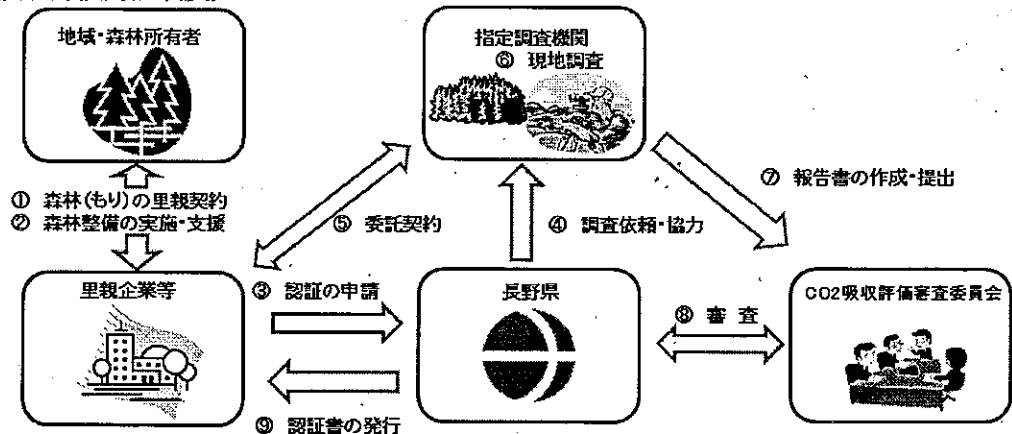 地域・森林所有者
指定調査機関
⑥ 現地調査
① 森林(もり)の里親契約
② 森林整備の実施・支援
⑤ 委託契約
④ 調査依頼・協力
⑦ 報告書の作成・提出
里親企業等
③ 認証の申請
長野県
⑧ 審 査
CO2吸収評価審査委員会
⑨ 認証書の発行